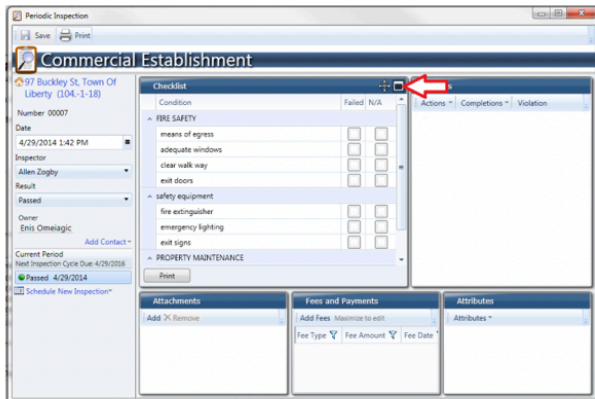 Periodic Inspection
Save Print
Commercial Establishment
97 Buckley St, Town Of
Liberty (104.-1-18)
Number 00007
Date
4/29/2014 1:42 PM
Inspector
Allen Zogby
Result
Passed
Owner
Enis Omeiagic
Add Contact
Current Period
Next Inspection Cycle Due: 4/29/2016
Passed 4/29/2014
Schedule New Inspection
Checklist
Condition Failed N/A
FIRE SAFETY
means of egress
adequate windows
clear walk way
exit doors
safety equipment
fire extinguisher
emergency lighting
exit signs
PROPERTY MAINTENANCE
Print
Actions Completions Violation
Attachments
Add Remove
Fees and Payments
Add Fees Maximize to edit
Fee Type Fee Amount Fee Date
Attributes
Attributes